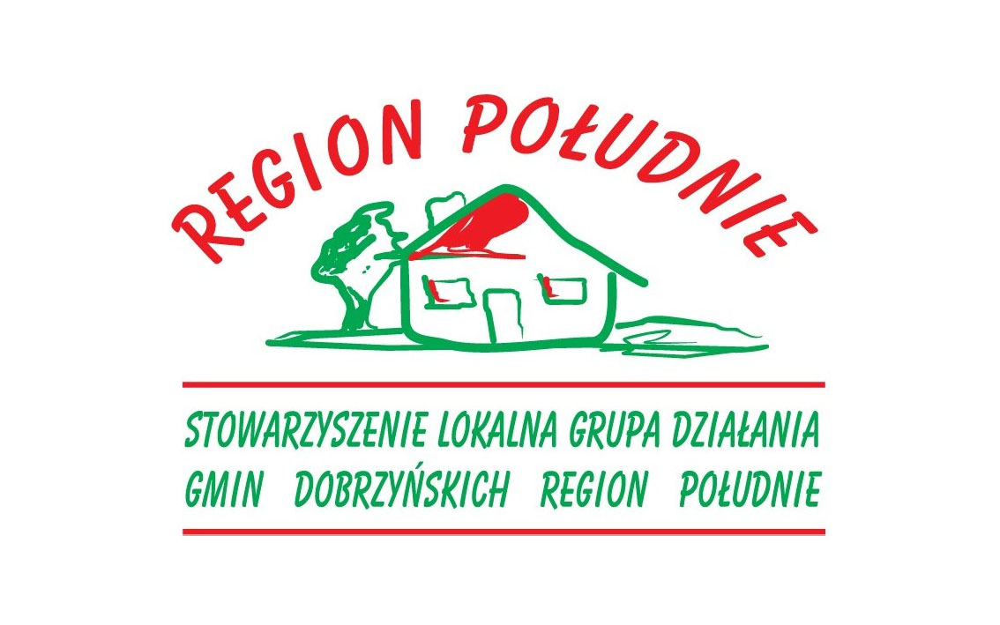 REGION POŁUDNIE
STOWARZYSZENIE LOKALNA GRUPA DZIAŁANIA
GMIN DOBRZYŃSKICH REGION POŁUDNIE